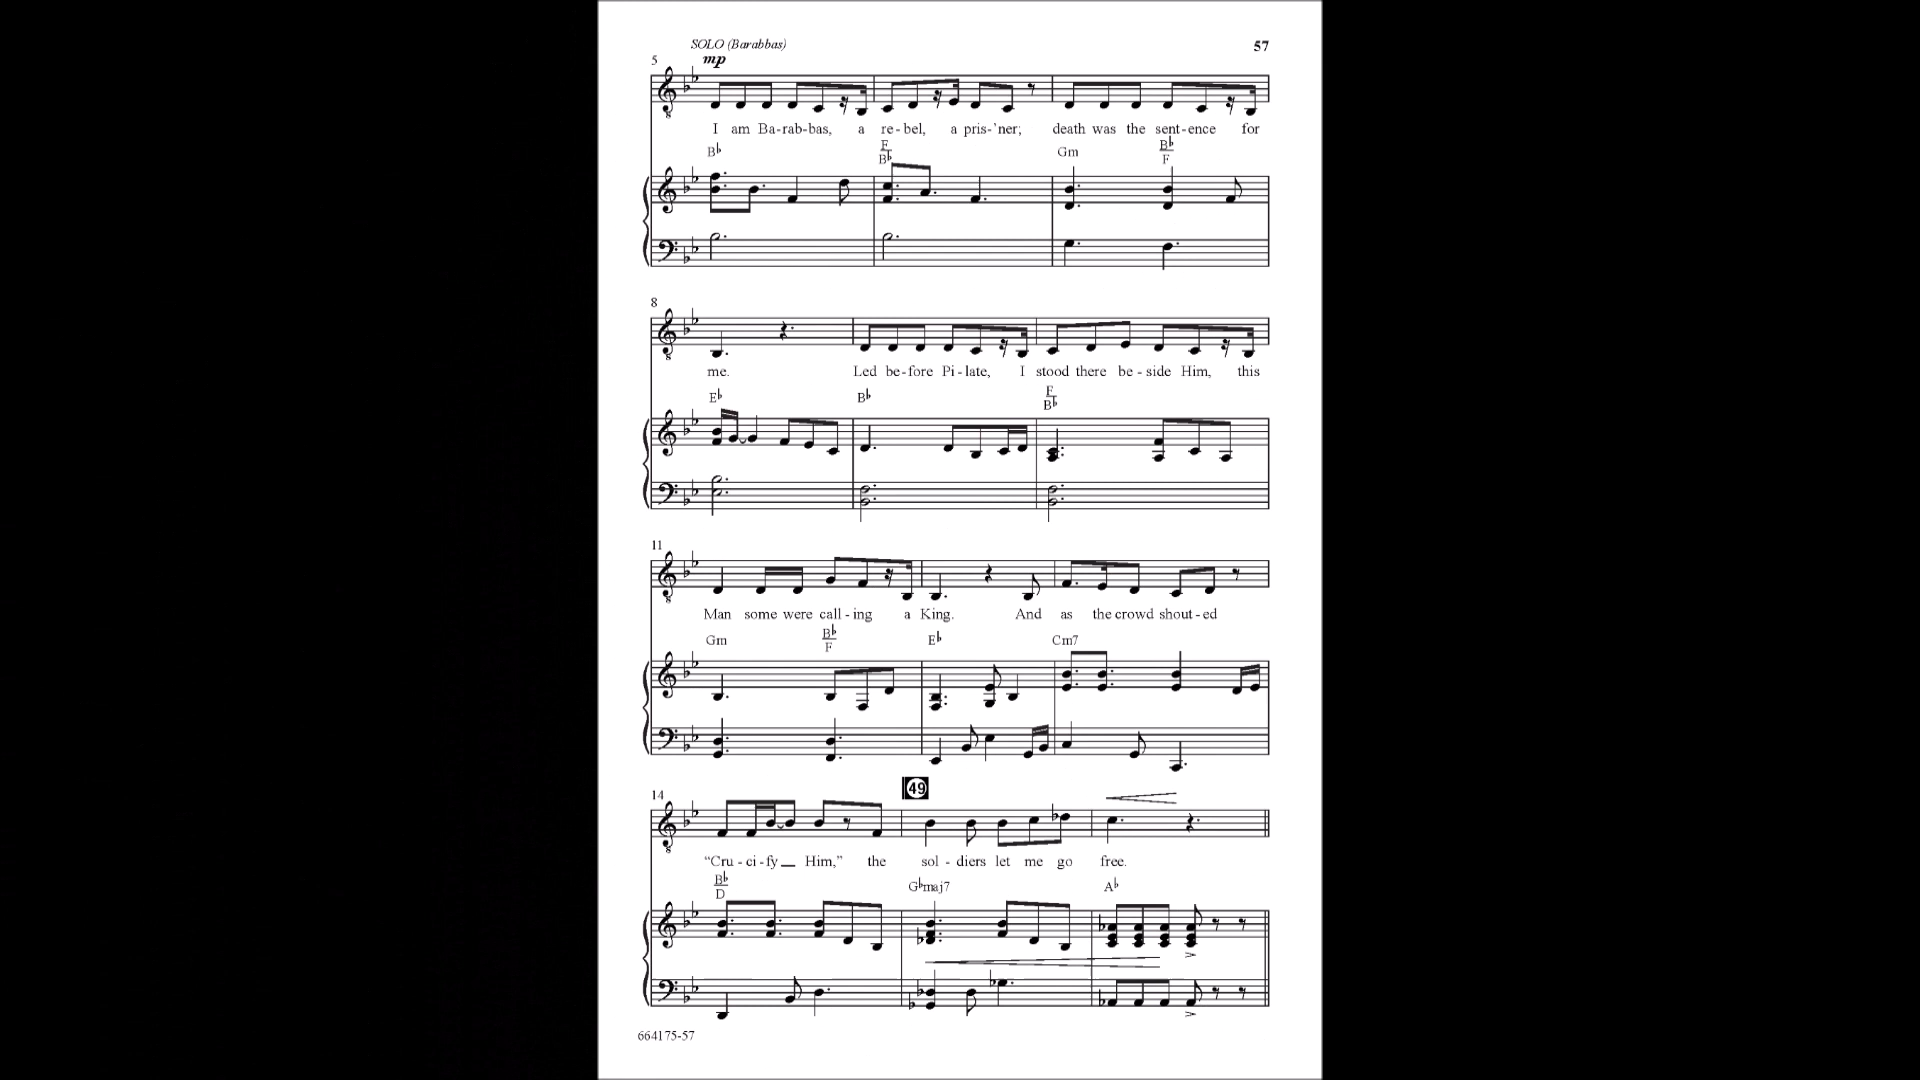 SOLO (Barabbas)
57
5
mp
I am Ba-rab-bas, a re-bel, a pris-'ner; death was the sent-ence for
B♭ F/B♭ Gm B♭/F
8
me. Led be-fore Pi-late, I stood there be-side Him, this
E♭ B♭ F/B♭
11
Man some were call-ing a King. And as the crowd shout-ed
Gm B♭/F E♭ Cm7
14
49
“Cru-ci-fy Him,” the sol-diers let me go free.
B♭/D G♭maj7 A♭
664175-57